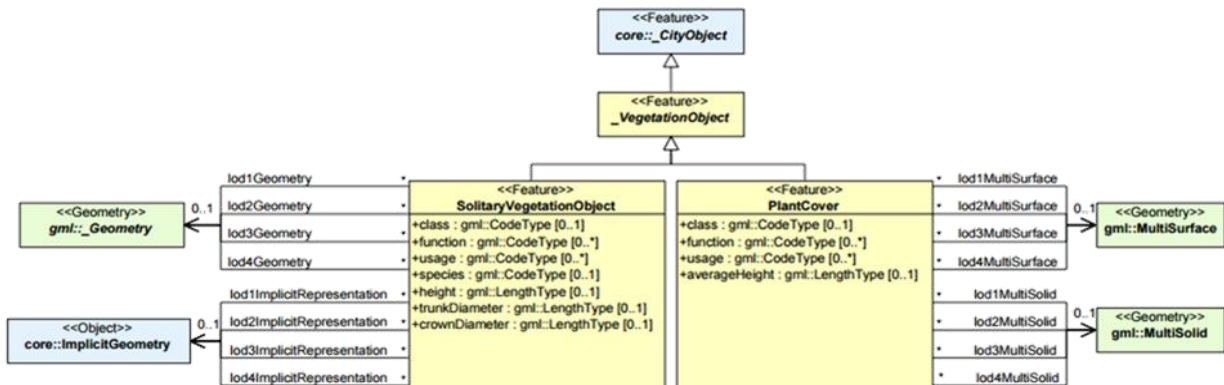 <<Feature>>
core::_CityObject
<<Feature>>
_VegetationObject
lod1Geometry *
lod2Geometry *
lod3Geometry *
lod4Geometry *
0..1
<<Geometry>>
gml::_Geometry
lod1ImplicitRepresentation *
lod2ImplicitRepresentation *
lod3ImplicitRepresentation *
lod4ImplicitRepresentation *
0..1
<<Object>>
core::ImplicitGeometry
<<Feature>>
SolitaryVegetationObject
+class : gml::CodeType [0..1]
+function : gml::CodeType [0..*]
+usage : gml::CodeType [0..*]
+species : gml::CodeType [0..1]
+height : gml::LengthType [0..1]
+trunkDiameter : gml::LengthType [0..1]
+crownDiameter : gml::LengthType [0..1]
<<Feature>>
PlantCover
+class : gml::CodeType [0..1]
+function : gml::CodeType [0..*]
+usage : gml::CodeType [0..*]
+averageHeight : gml::LengthType [0..1]
* lod1MultiSurface
* lod2MultiSurface
* lod3MultiSurface
* lod4MultiSurface
0..1
<<Geometry>>
gml::MultiSurface
* lod1MultiSolid
* lod2MultiSolid
* lod3MultiSolid
* lod4MultiSolid
0..1
<<Geometry>>
gml::MultiSolid